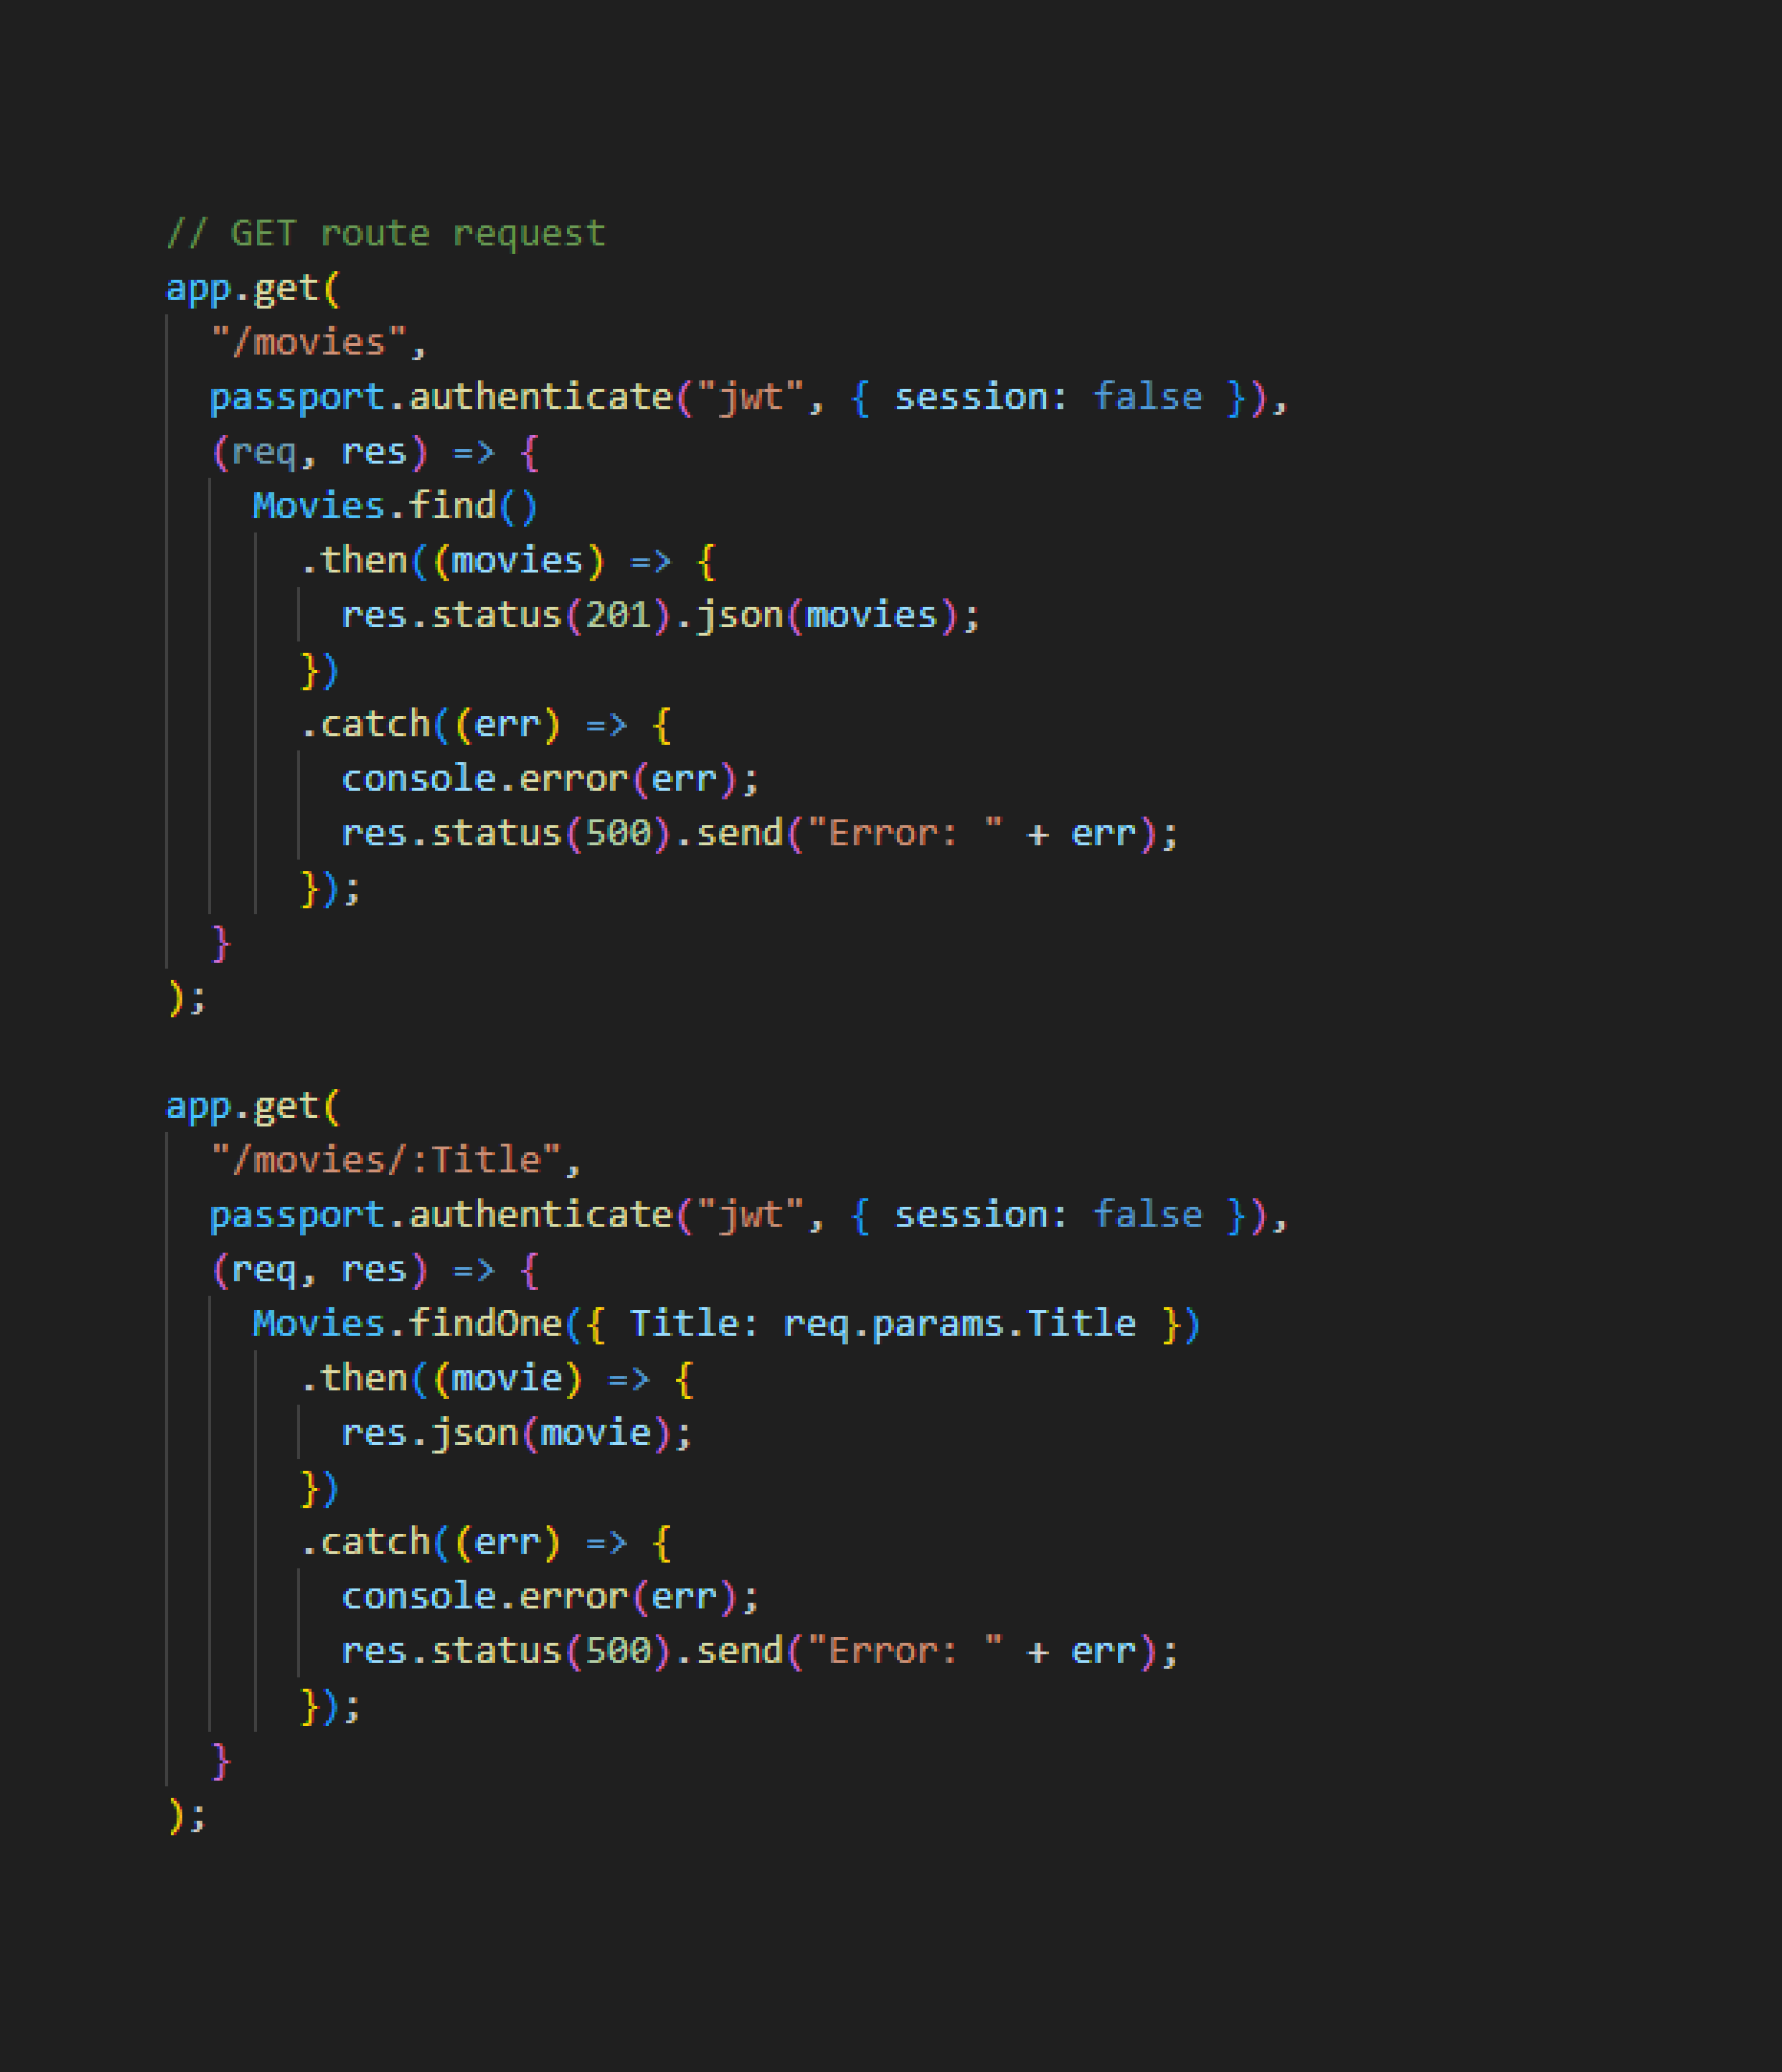 // GET route request
app.get(
  "/movies",
  passport.authenticate("jwt", { session: false }),
  (req, res) => {
    Movies.find()
      .then((movies) => {
        res.status(201).json(movies);
      })
      .catch((err) => {
        console.error(err);
        res.status(500).send("Error: " + err);
      });
  }
);

app.get(
  "/movies/:Title",
  passport.authenticate("jwt", { session: false }),
  (req, res) => {
    Movies.findOne({ Title: req.params.Title })
      .then((movie) => {
        res.json(movie);
      })
      .catch((err) => {
        console.error(err);
        res.status(500).send("Error: " + err);
      });
  }
);